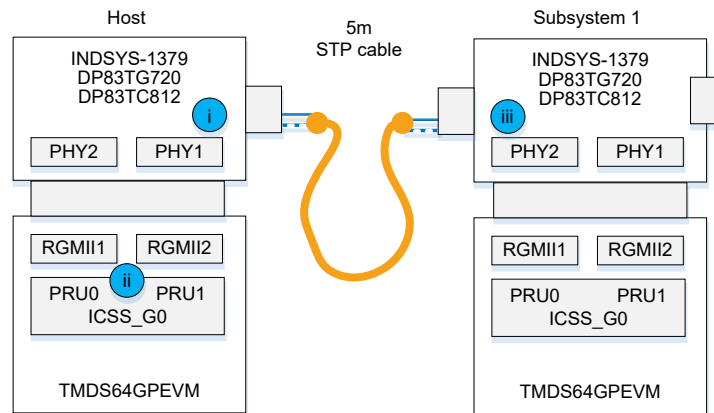 Host
INDSYS-1379
DP83TG720
DP83TC812
i
PHY2
PHY1
RGMII1
RGMII2
ii
PRU0
PRU1
ICSS_G0
TMDS64GPEVM
5m
STP cable
Subsystem 1
INDSYS-1379
DP83TG720
DP83TC812
iii
PHY2
PHY1
RGMII1
RGMII2
PRU0
PRU1
ICSS_G0
TMDS64GPEVM